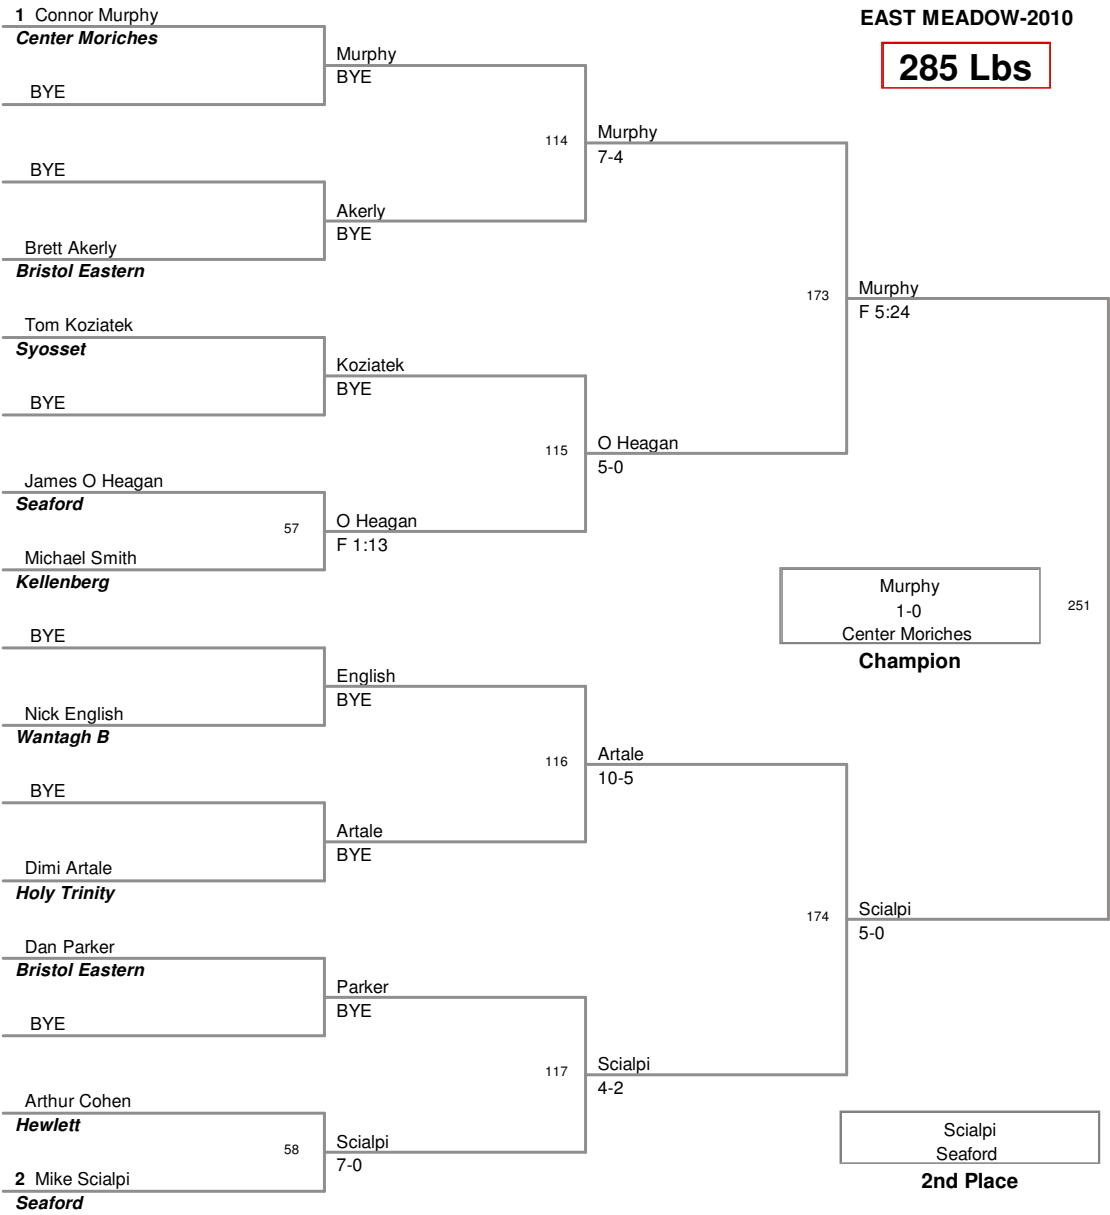 EAST MEADOW-2010
285 Lbs
1 Connor Murphy
Center Moriches
BYE
BYE
Brett Akerly
Bristol Eastern
Tom Koziatek
Syosset
BYE
James O Heagan
Seaford
57
Michael Smith
Kellenberg
BYE
Nick English
Wantagh B
BYE
Dimi Artale
Holy Trinity
Dan Parker
Bristol Eastern
BYE
Arthur Cohen
Hewlett
58
2 Mike Scialpi
Seaford
Murphy
BYE
114
Akerly
BYE
Koziatek
BYE
115
O Heagan
F 1:13
English
BYE
116
Artale
BYE
Parker
BYE
117
Scialpi
7-0
Murphy
7-4
173
O Heagan
5-0
Artale
10-5
174
Scialpi
4-2
Murphy
F 5:24
251
Scialpi
5-0
Murphy
1-0
Center Moriches
Champion
Scialpi
Seaford
2nd Place